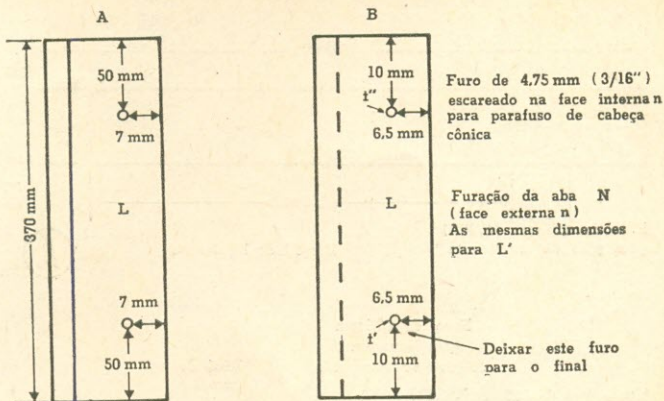 A
50 mm
7 mm
L
370 mm
7 mm
50 mm
B
10 mm
t"
6,5 mm
L
6,5 mm
t'
10 mm
Furo de 4,75 mm (3/16")
escareado na face interna n
para parafuso de cabeça
cônica
Furação da aba N
(face externa n)
As mesmas dimensões
para L'
Deixar este furo
para o final